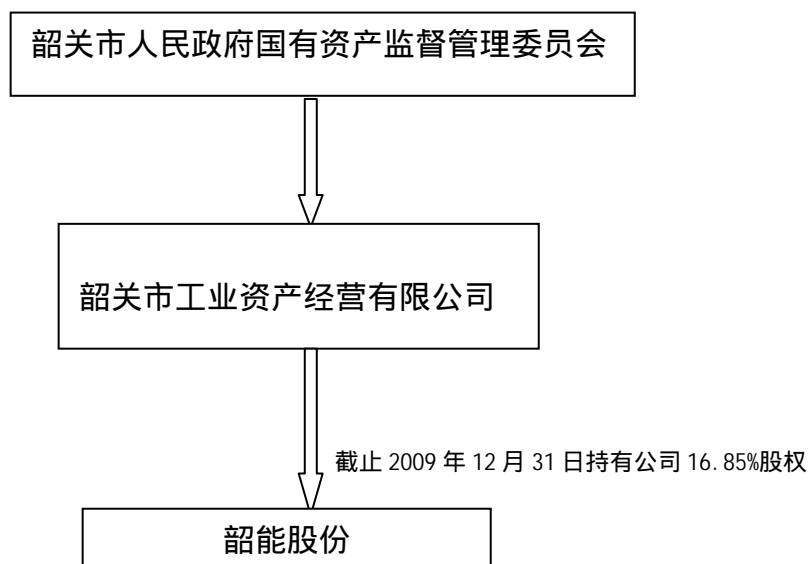 韶关市人民政府国有资产监督管理委员会
韶关市工业资产经营有限公司
截止 2009 年 12 月 31 日持有公司 16.85%股权
韶能股份